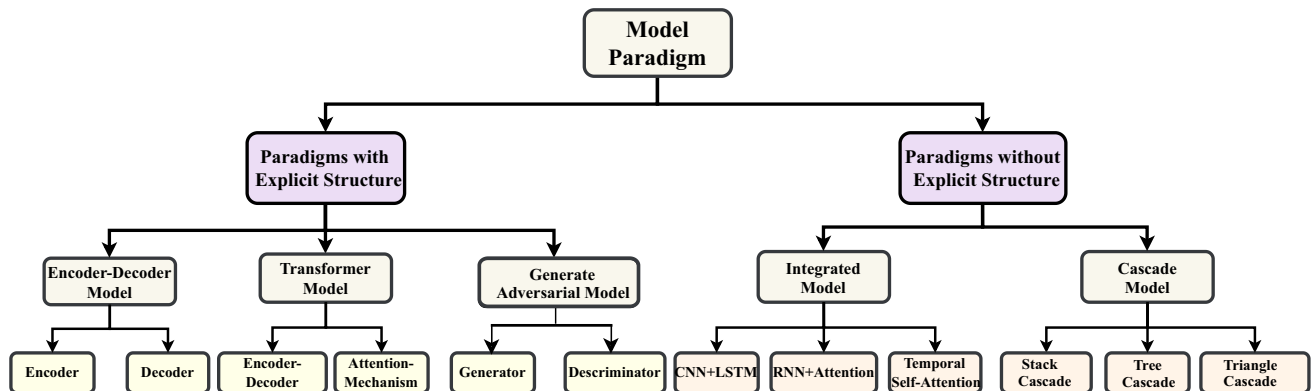 Model
Paradigm
Paradigms with
Explicit Structure
Paradigms without
Explicit Structure
Encoder-Decoder
Model
Transformer
Model
Generate
Adversarial Model
Integrated
Model
Cascade
Model
Encoder
Decoder
Encoder-
Decoder
Attention-
Mechanism
Generator
Descriminator
CNN+LSTM
RNN+Attention
Temporal
Self-Attention
Stack
Cascade
Tree
Cascade
Triangle
Cascade